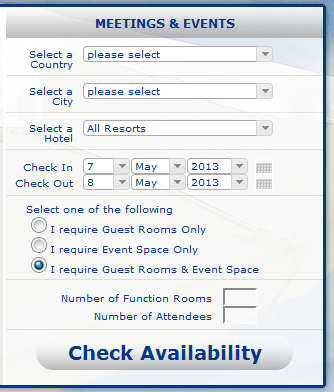 MEETINGS & EVENTS
Select a
Country
please select
Select a
City
please select
Select a
Hotel
All Resorts
Check In 7 May 2013
Check Out 8 May 2013
Select one of the following
I require Guest Rooms Only
I require Event Space Only
I require Guest Rooms & Event Space
Number of Function Rooms
Number of Attendees
Check Availability